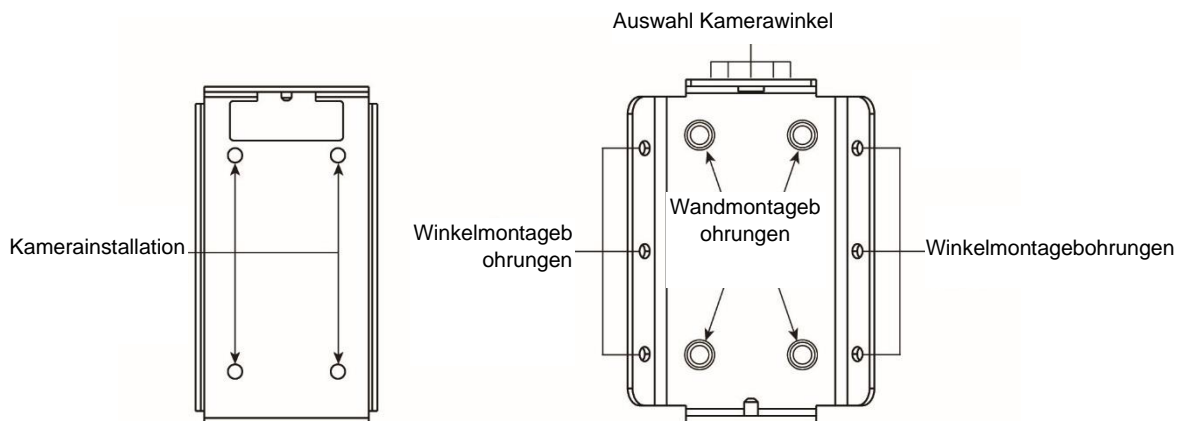 Auswahl Kamerawinkel
Kamerainstallation
Winkelmontageb
ohrungen
Wandmontageb
ohrungen
Winkelmontagebohrungen